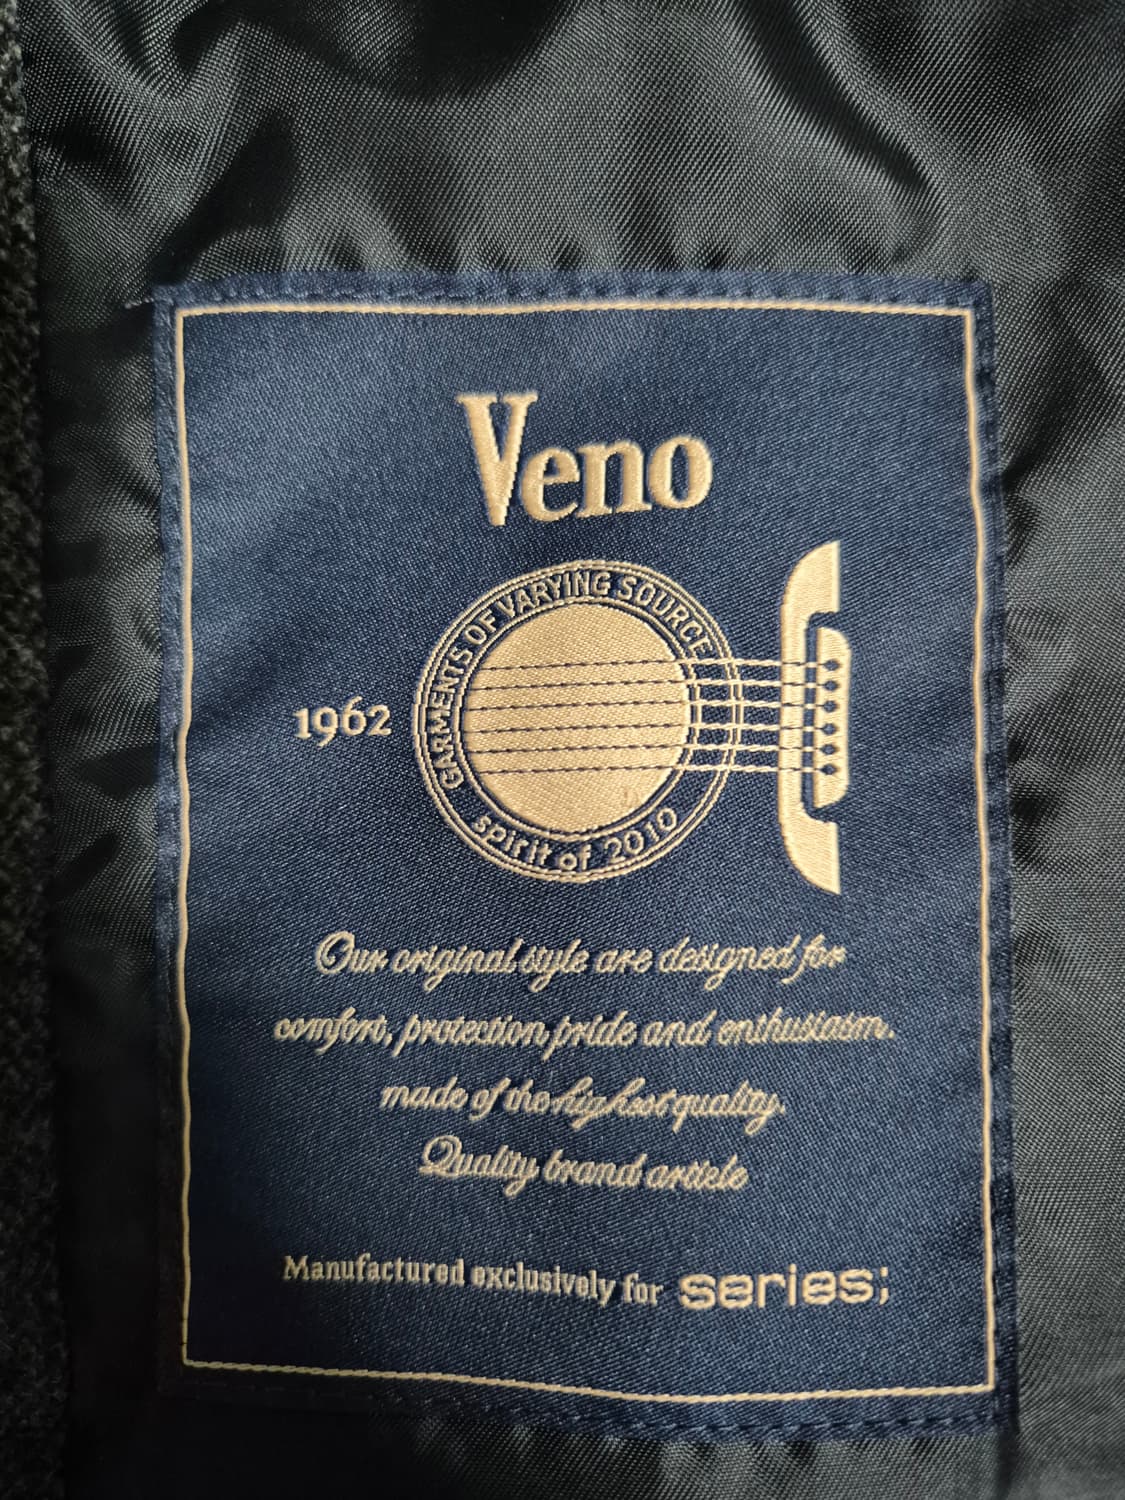 Veno
GARMENTS OF VARYING SOURCE
1962
spirit of 2010
Our original style are designed for
comfort, protection pride and enthusiasm.
made of the highest quality.
Quality brand article
Manufactured exclusively for series;